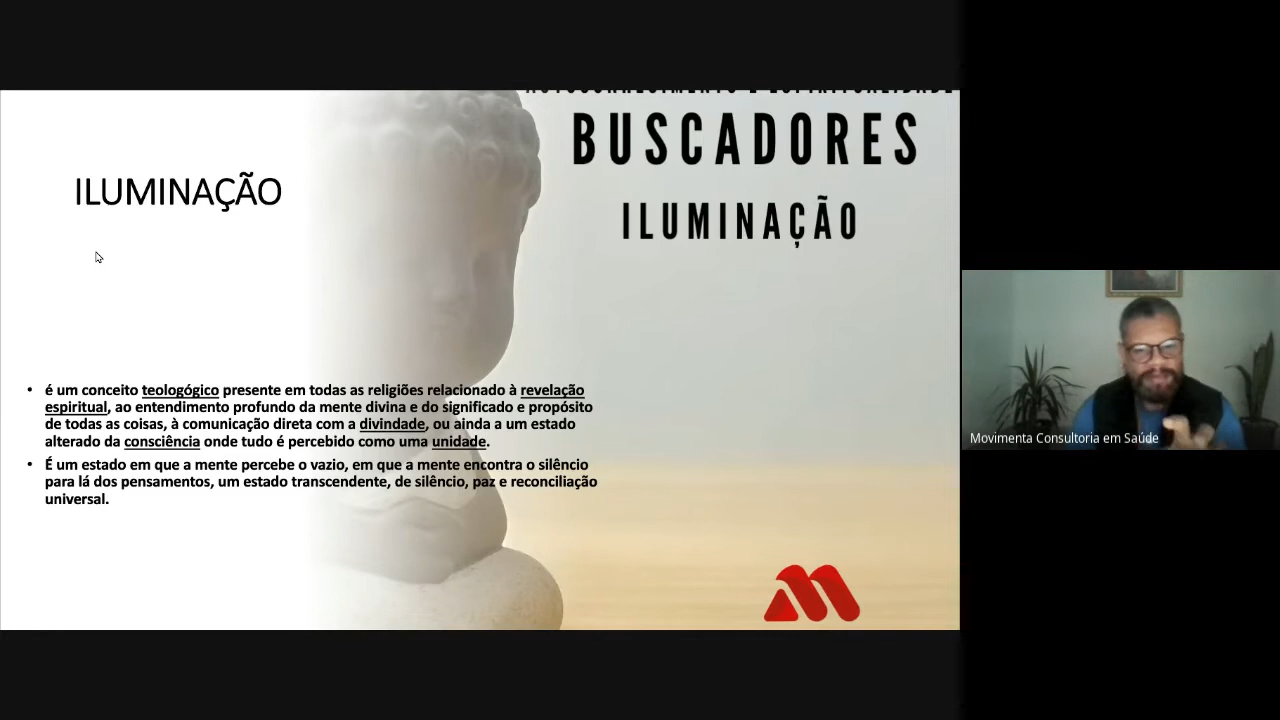 AUTOCONHECIMENTO E ESPIRITUALIDADE
BUSCADORES
ILUMINAÇÃO
ILUMINAÇÃO
• é um conceito teologógico presente em todas as religiões relacionado à revelação
espiritual, ao entendimento profundo da mente divina e do significado e propósito
de todas as coisas, à comunicação direta com a divindade, ou ainda a um estado
alterado da consciência onde tudo é percebido como uma unidade.
• É um estado em que a mente percebe o vazio, em que a mente encontra o silêncio
para lá dos pensamentos, um estado transcendente, de silêncio, paz e reconciliação
universal.
Movimenta Consultoria em Saúde